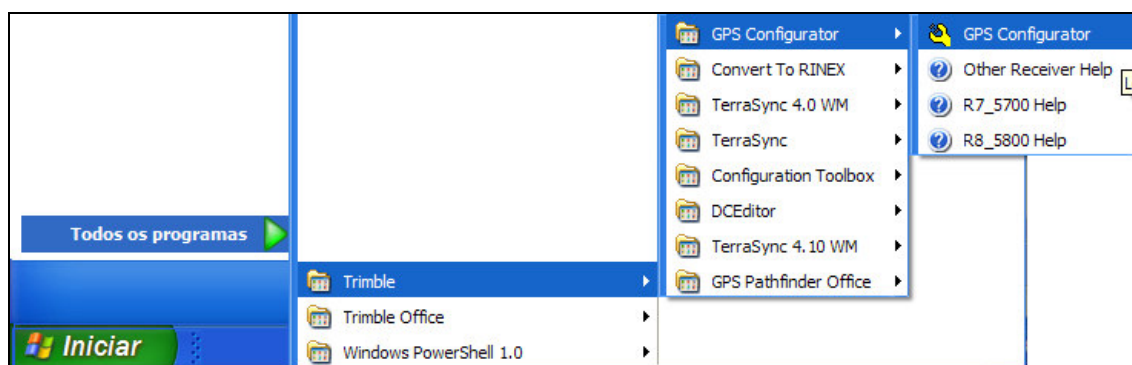 Todos os programas
Iniciar
Trimble
Trimble Office
Windows PowerShell 1.0
GPS Configurator
Convert To RINEX
TerraSync 4.0 WM
TerraSync
Configuration Toolbox
DCEditor
TerraSync 4.10 WM
GPS Pathfinder Office
GPS Configurator
Other Receiver Help
R7_5700 Help
R8_5800 Help